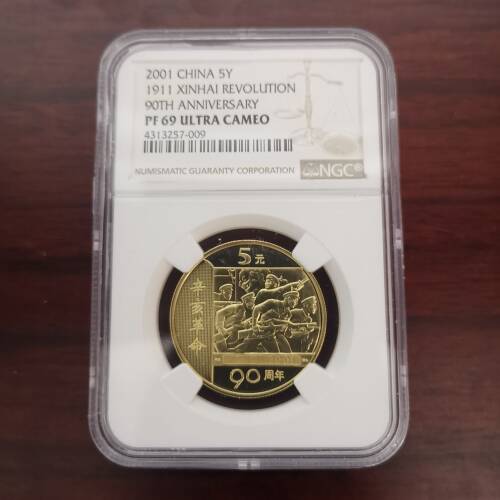 2001 CHINA 5Y
1911 XINHAI REVOLUTION
90TH ANNIVERSARY
PF 69 ULTRA CAMEO
4313257-009
NUMISMATIC GUARANTY CORPORATION
NGC®
5元
辛亥革命
90周年